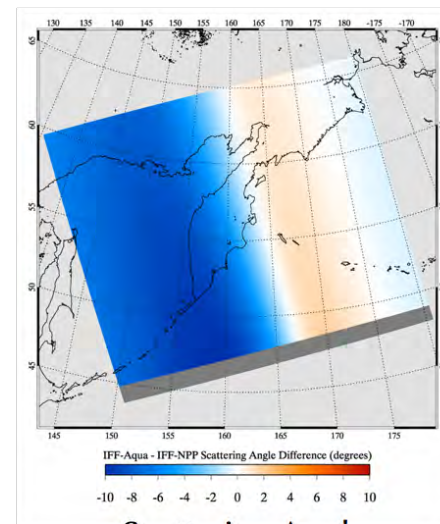 130 135 140 145 150 155 160 165 170 175 180 -175 -170
65
60
55
50
45
145 150 155 160 165 170 175
IFF-Aqua - IFF-NPP Scattering Angle Difference (degrees)
-10 -8 -6 -4 -2 0 2 4 6 8 10